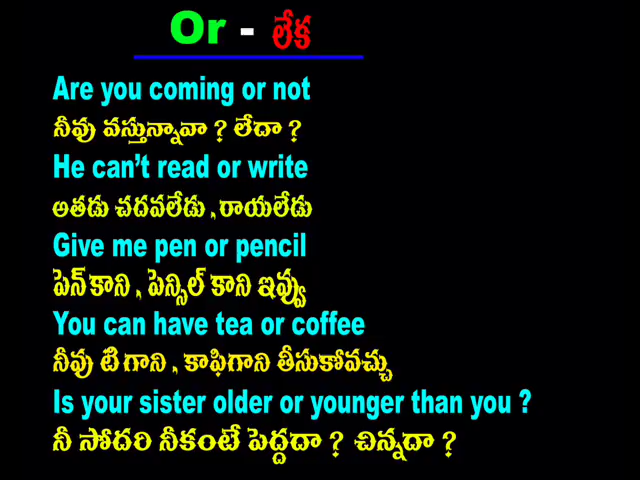 Or - లేక
Are you coming or not
నీవు వస్తున్నావా ? లేదా ?
He can't read or write
అతడు చదవలేడు ,రాయలేడు
Give me pen or pencil
పెన్ కాని , పెన్సిల్ కాని ఇవ్వు
You can have tea or coffee
నీవు టిగాని , కాఫిగాని తీసుకోవచ్చు
Is your sister older or younger than you ?
నీ సోదరి నీకంటే పెద్దదా ? చిన్నదా ?